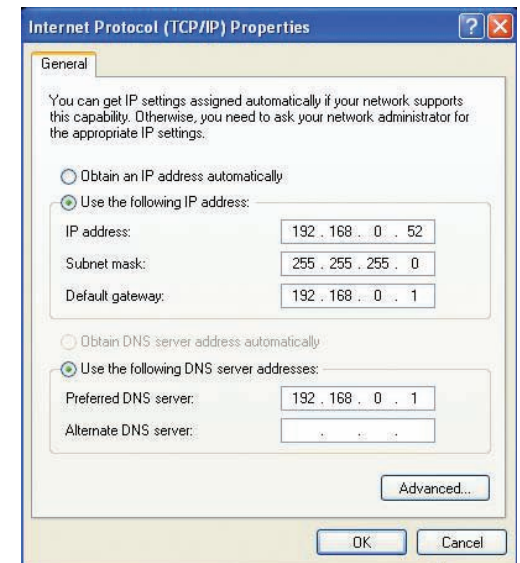 Internet Protocol (TCP/IP) Properties
General
You can get IP settings assigned automatically if your network supports
this capability. Otherwise, you need to ask your network administrator for
the appropriate IP settings.
Obtain an IP address automatically
Use the following IP address:
IP address: 192 . 168 . 0 . 52
Subnet mask: 255 . 255 . 255 . 0
Default gateway: 192 . 168 . 0 . 1
Obtain DNS server address automatically
Use the following DNS server addresses:
Preferred DNS server: 192 . 168 . 0 . 1
Alternate DNS server: . . .
Advanced...
OK Cancel